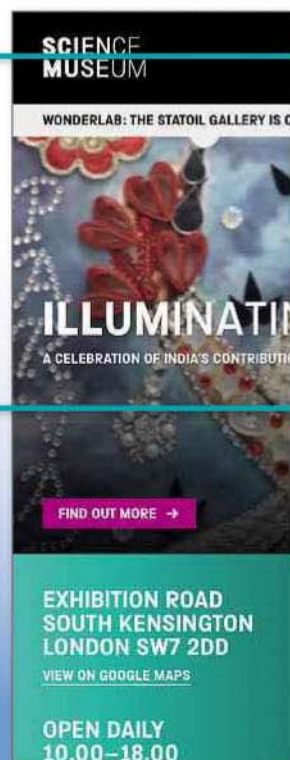 SCIENCE
MUSEUM
WONDERLAB: THE STATOIL GALLERY IS
ILLUMINATIN
A CELEBRATION OF INDIA'S
FIND OUT MORE →
EXHIBITION ROAD
SOUTH KENSINGTON
LONDON SW7 2DD
VIEW ON GOOGLE MAPS
OPEN DAILY
10.00–18.00